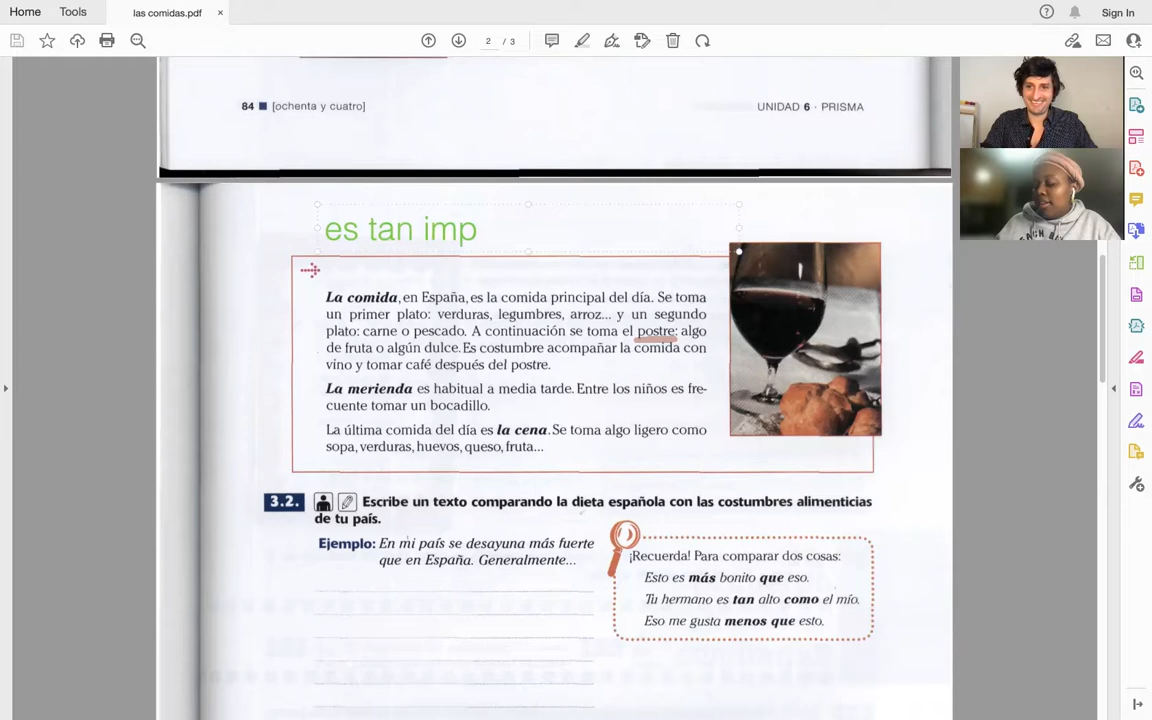 Home
Tools
las comidas.pdf
×
Sign In
2 / 3
84 ■ [ochenta y cuatro]
UNIDAD 6 · PRISMA
es tan imp
La comida, en España, es la comida principal del día. Se toma
un primer plato: verduras, legumbres, arroz... y un segundo
plato: carne o pescado. A continuación se toma el postre: algo
de fruta o algún dulce. Es costumbre acompañar la comida con
vino y tomar café después del postre.
La merienda es habitual a media tarde. Entre los niños es fre-
cuente tomar un bocadillo.
La última comida del día es la cena. Se toma algo ligero como
sopa, verduras, huevos, queso, fruta...
3.2. Escribe un texto comparando la dieta española con las costumbres alimenticias
de tu país.
Ejemplo: En mi país se desayuna más fuerte
que en España. Generalmente...
¡Recuerda! Para comparar dos cosas:
Esto es más bonito que eso.
Tu hermano es tan alto como el mío.
Eso me gusta menos que esto.